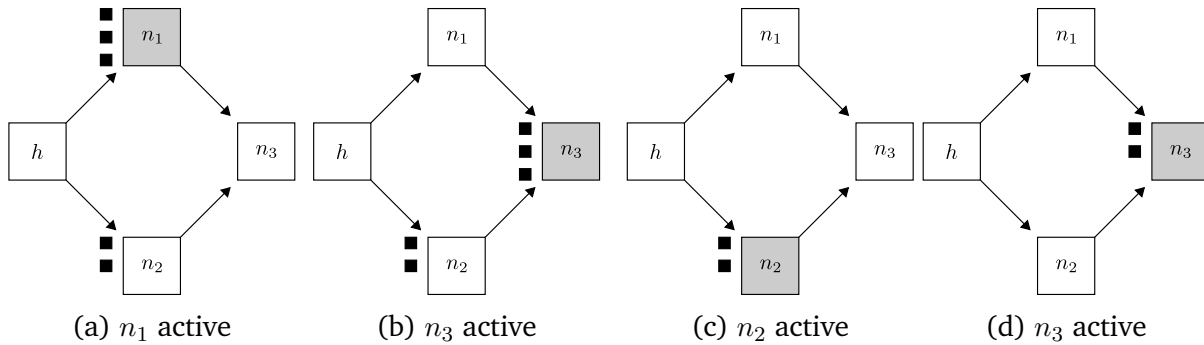 n₁
h
n₃
n₂
(a) n₁ active
n₁
h
n₃
n₂
(b) n₃ active
n₁
h
n₃
n₂
(c) n₂ active
n₁
h
n₃
n₂
(d) n₃ active